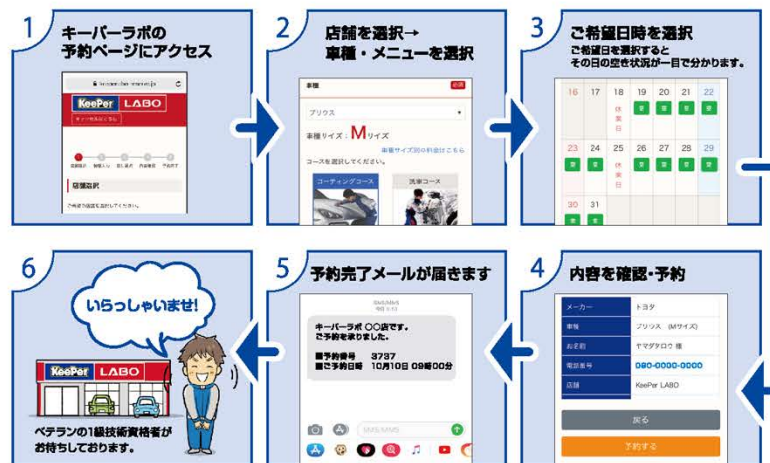 1
キーパーラボの
予約ページにアクセス
KeePer LABO
店舗選択
2
店舗を選択→
車種・メニューを選択
車種
必須
プリウス
車種サイズ：Mサイズ
車種サイズ別の料金はこちら
コースを選択してください。
コーティングコース
洗車コース
3
ご希望日時を選択
ご希望日を選択すると
その日の空き状況が一目で分かります。
16 17 18 19 20 21 22
休業日
23 24 25 26 27 28 29
休業日
30 31
4
内容を確認・予約
メーカー トヨタ
車種 プリウス (Mサイズ)
お名前 ヤマダタロウ 様
電話番号 080-0000-0000
店舗 KeePer LABO
戻る
予約する
5
予約完了メールが届きます
SMS/MMS
キーパーラボ 〇〇店です。
ご予約を承りました。
■予約番号 3737
■ご予約日時 10月10日 09時00分
SMS/MMS
6
いらっしゃいませ!
KeePer LABO
ベテランの1級技術資格者が
お待ちしております。